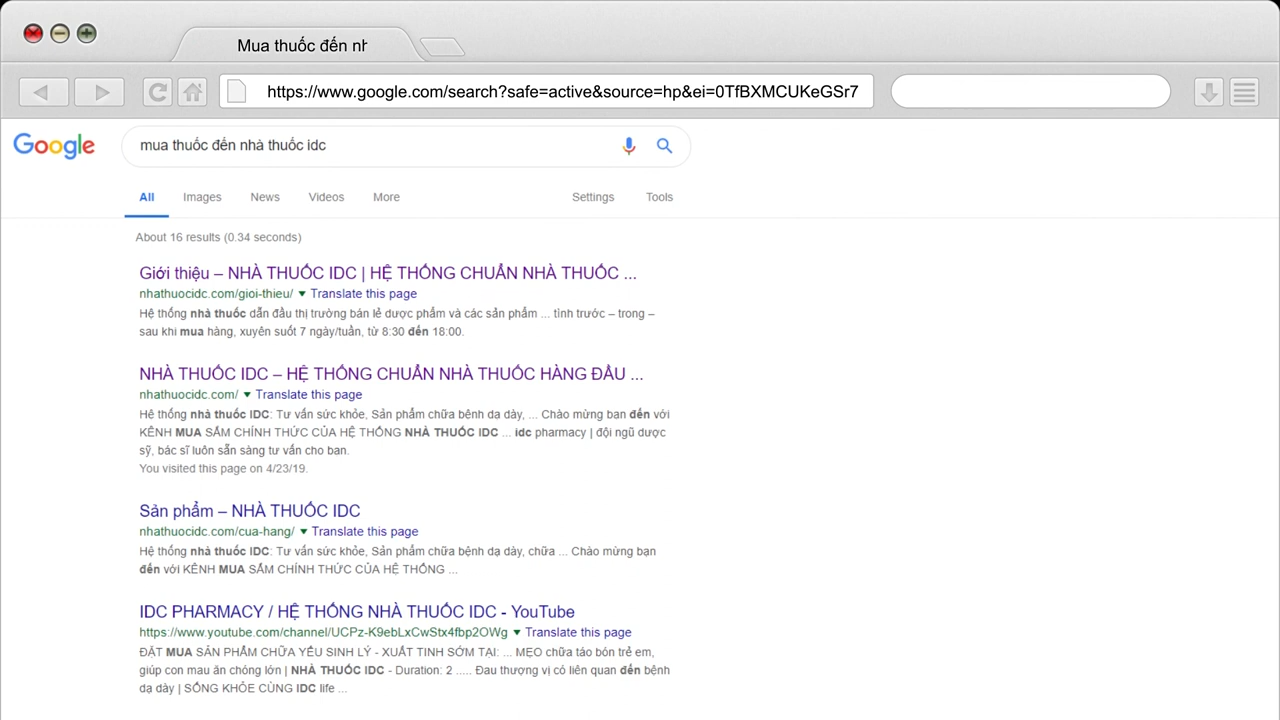 Mua thuốc đến nh
https://www.google.com/search?safe=active&source=hp&ei=0TfBXMCUKeGSr7
Google
mua thuốc đến nhà thuốc idc
All Images News Videos More Settings Tools
About 16 results (0.34 seconds)
Giới thiệu – NHÀ THUỐC IDC | HỆ THỐNG CHUẨN NHÀ THUỐC ...
nhathuocidc.com/gioi-thieu/ ▼ Translate this page
Hệ thống nhà thuốc dẫn đầu thị trường bán lẻ dược phẩm và các sản phẩm ... tình trước – trong –
sau khi mua hàng, xuyên suốt 7 ngày/tuần, từ 8:30 đến 18:00.
NHÀ THUỐC IDC – HỆ THỐNG CHUẨN NHÀ THUỐC HÀNG ĐẦU ...
nhathuocidc.com/ ▼ Translate this page
Hệ thống nhà thuốc IDC: Tư vấn sức khỏe, Sản phẩm chữa bệnh dạ dày, ... Chào mừng bạn đến với
KÊNH MUA SẮM CHÍNH THỨC CỦA HỆ THỐNG NHÀ THUỐC IDC ... idc pharmacy | đội ngũ dược
sỹ, bác sĩ luôn sẵn sàng tư vấn cho bạn.
You visited this page on 4/23/19.
Sản phẩm – NHÀ THUỐC IDC
nhathuocidc.com/cua-hang/ ▼ Translate this page
Hệ thống nhà thuốc IDC: Tư vấn sức khỏe, Sản phẩm chữa bệnh dạ dày, chữa ... Chào mừng bạn
đến với KÊNH MUA SẮM CHÍNH THỨC CỦA HỆ THỐNG ...
IDC PHARMACY / HỆ THỐNG NHÀ THUỐC IDC - YouTube
https://www.youtube.com/channel/UCPz-K9ebLxCwStx4fbp2OWg ▼ Translate this page
ĐẶT MUA SẢN PHẨM CHỮA YẾU SINH LÝ - XUẤT TINH SỚM TẠI: ... MẸO chữa táo bón trẻ em,
giúp con mau ăn chóng lớn | NHÀ THUỐC IDC - Duration: 2 ..... Đau thượng vị có liên quan đến bệnh
dạ dày | SỐNG KHỎE CÙNG IDC life ...